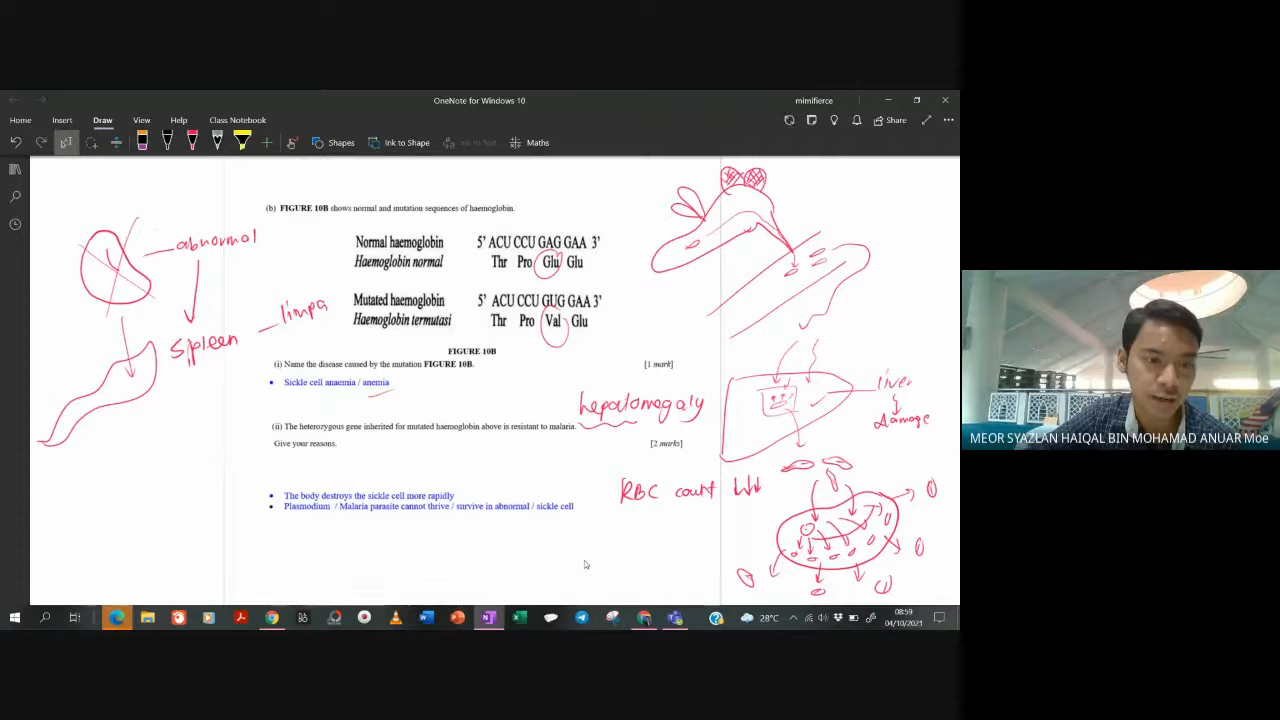 OneNote for Windows 10
mimifierce
Home Insert Draw View Help Class Notebook
Share
Shapes Ink to Shape Ink to Text Maths
(b) FIGURE 10B shows normal and mutation sequences of haemoglobin.
Normal haemoglobin 5' ACU CCU GAG GAA 3'
Haemoglobin normal Thr Pro Glu Glu
Mutated haemoglobin 5' ACU CCU GUG GAA 3'
Haemoglobin termutasi Thr Pro Val Glu
FIGURE 10B
(i) Name the disease caused by the mutation FIGURE 10B. [1 mark]
• Sickle cell anaemia / anemia
(ii) The heterozygous gene inherited for mutated haemoglobin above is resistant to malaria.
Give your reasons. [2 marks]
• The body destroys the sickle cell more rapidly
• Plasmodium / Malaria parasite cannot thrive / survive in abnormal / sickle cell
abnormal
spleen
limpa
hepatomegaly
RBC count
liver
damage
MEOR SYAZLAN HAIQAL BIN MOHAMAD ANUAR Moe
28°C
08:59
04/10/2021